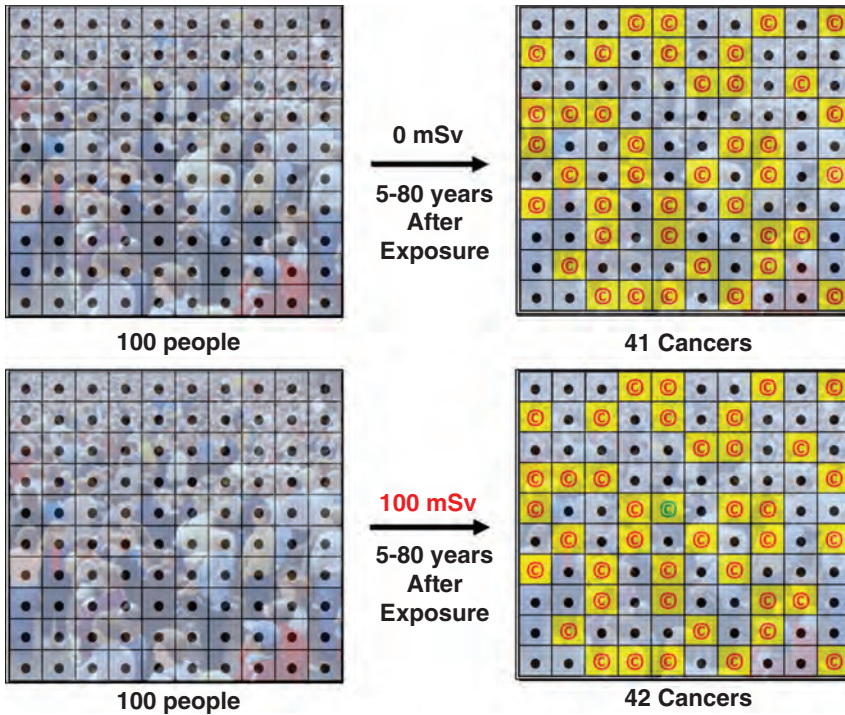 0 mSv
5-80 years
After
Exposure
100 people
41 Cancers
100 mSv
5-80 years
After
Exposure
100 people
42 Cancers